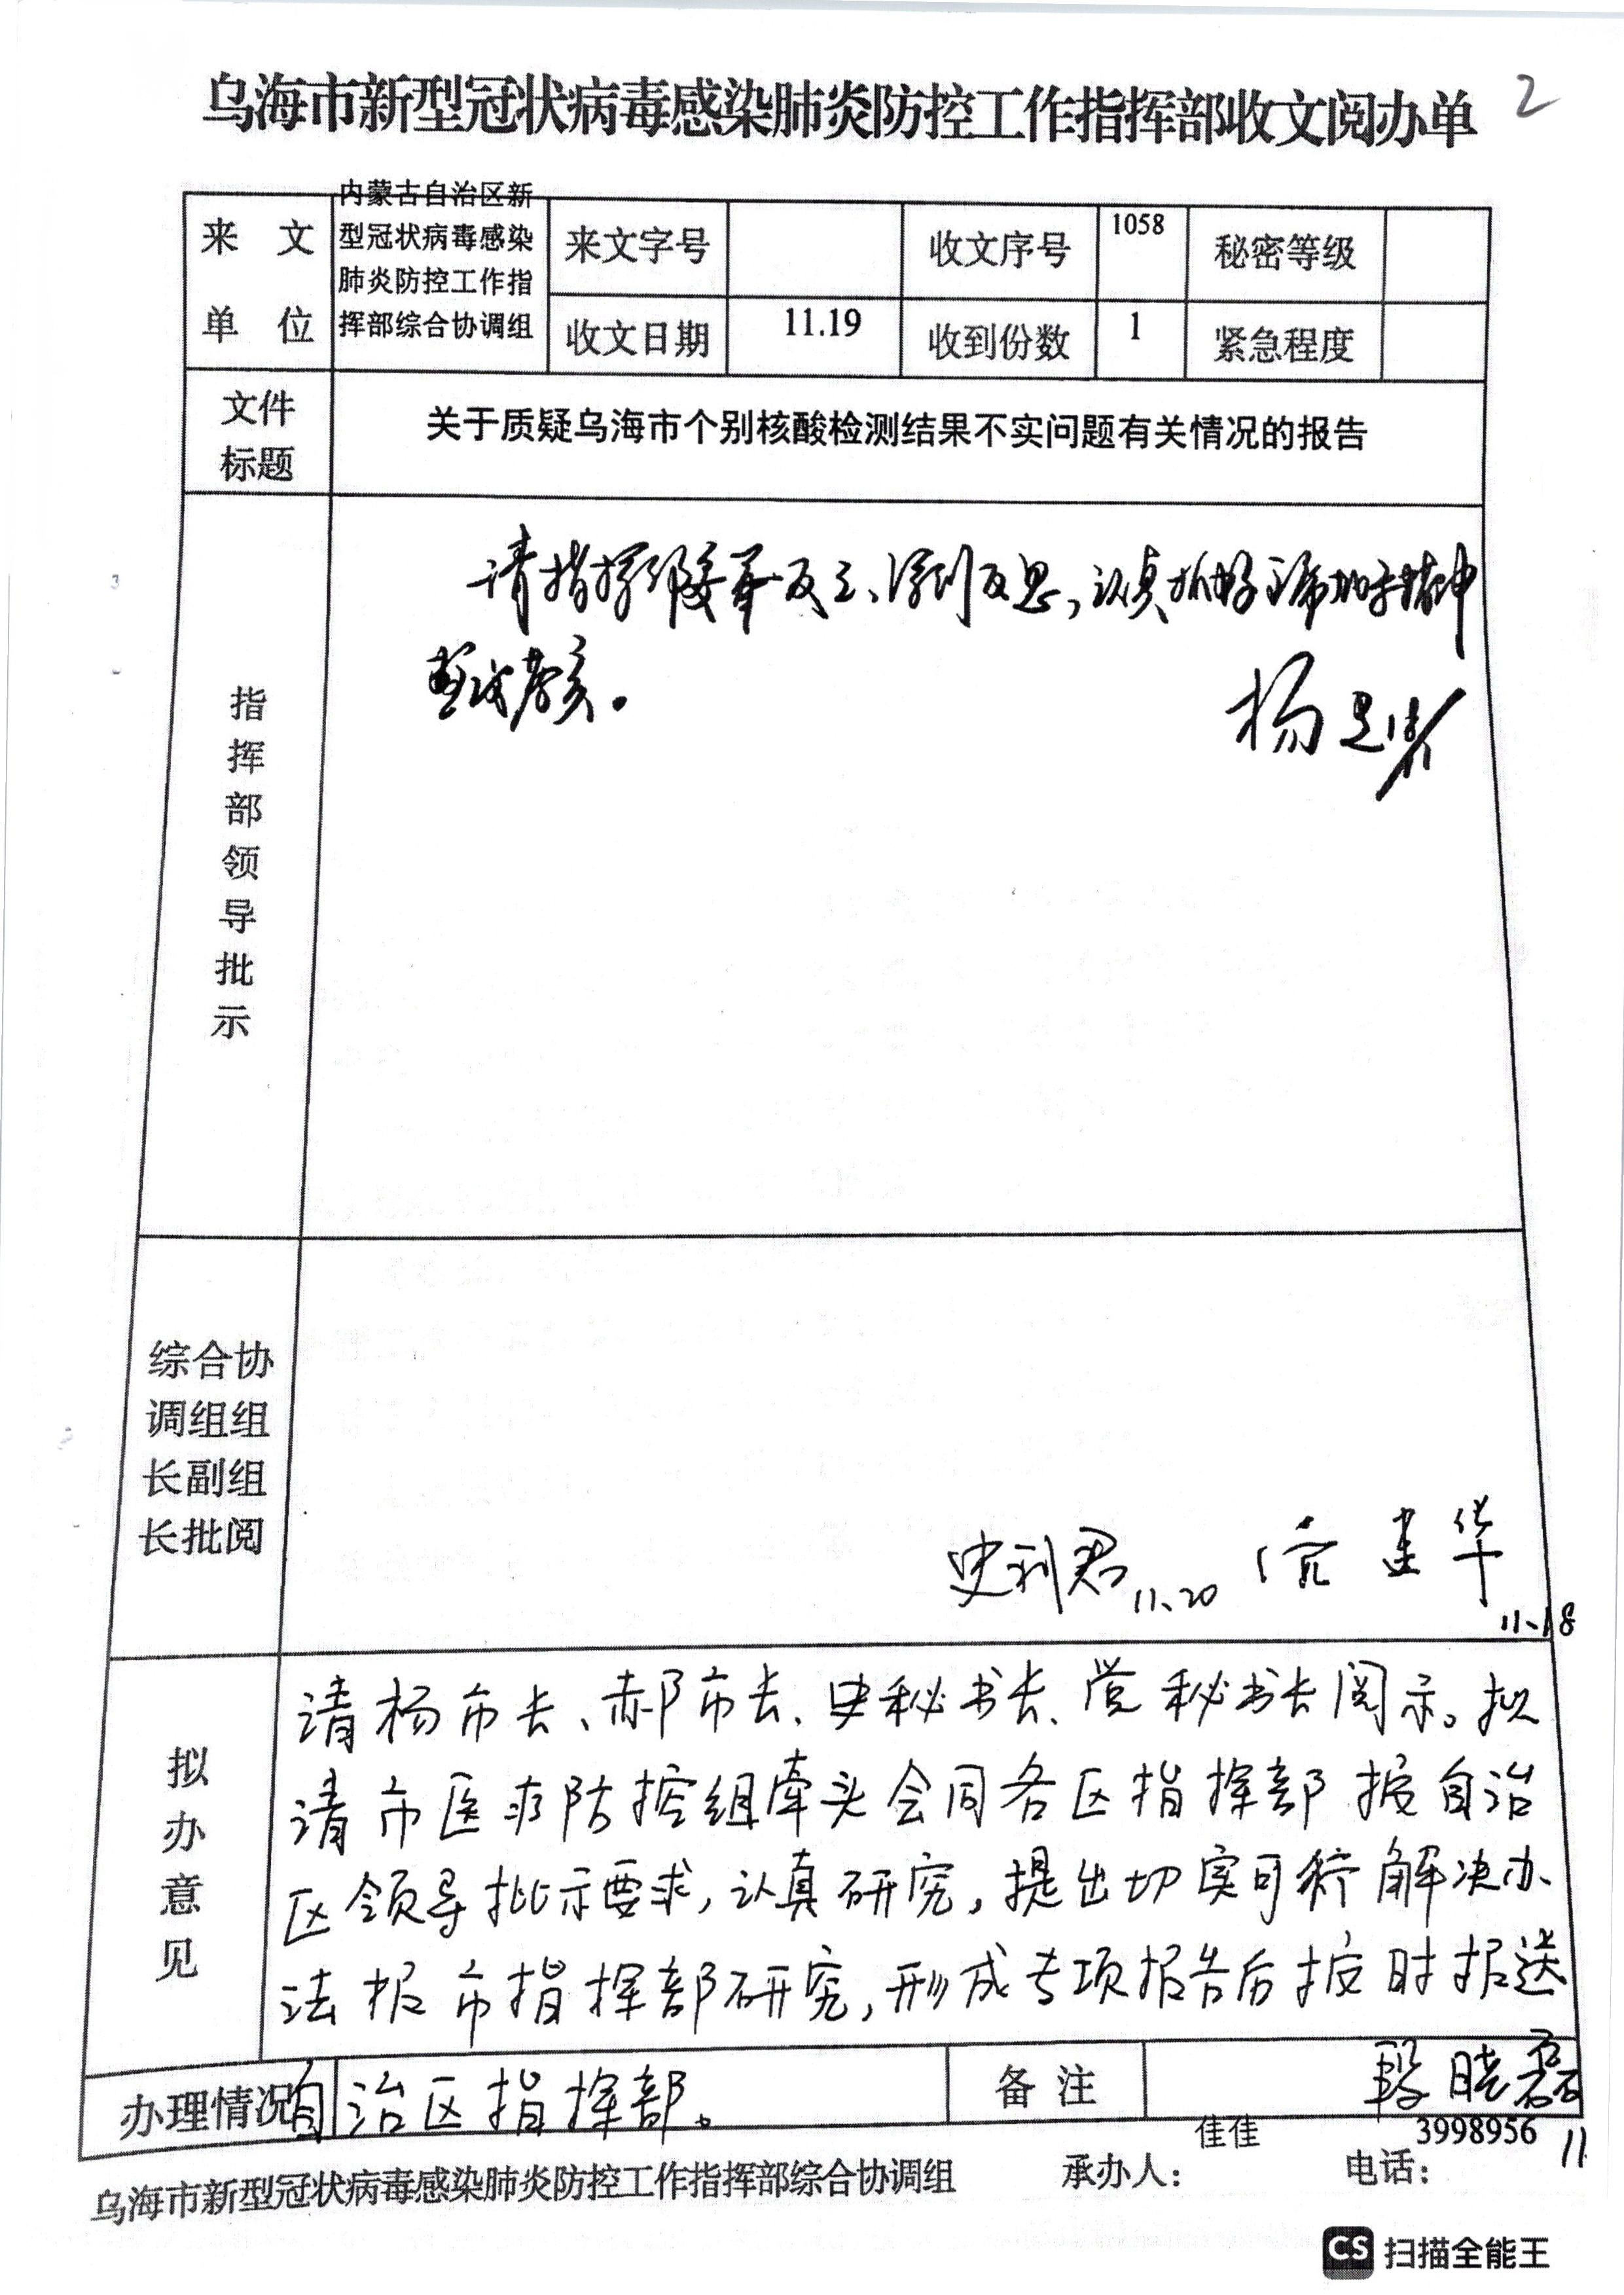 乌海市新型冠状病毒感染肺炎防控工作指挥部收文阅办单 2
来文单位
内蒙古自治区新
型冠状病毒感染
肺炎防控工作指
挥部综合协调组
来文字号
收文序号
1058
秘密等级
收文日期
11.19
收到份数
1
紧急程度
文件
标题
关于质疑乌海市个别核酸检测结果不实问题有关情况的报告
指挥部领导批示
请指挥部 反思,认真抓好
杨
综合协
调组组
长副组
长批阅
史利君 11.20 建华
11.18
拟办意见
请杨市长、郝市长、史秘书长、党秘书长阅示。拟
请市医疗防控组牵头会同各区指挥部按自治
区领导批示要求,认真研究,提出切实可行解决办
法报市指挥部研究,形成专项报告后按时报送
办理情况
自治区指挥部。
备注
段晓磊
11
乌海市新型冠状病毒感染肺炎防控工作指挥部综合协调组
承办人:
佳佳
电话:
3998956
CS 扫描全能王